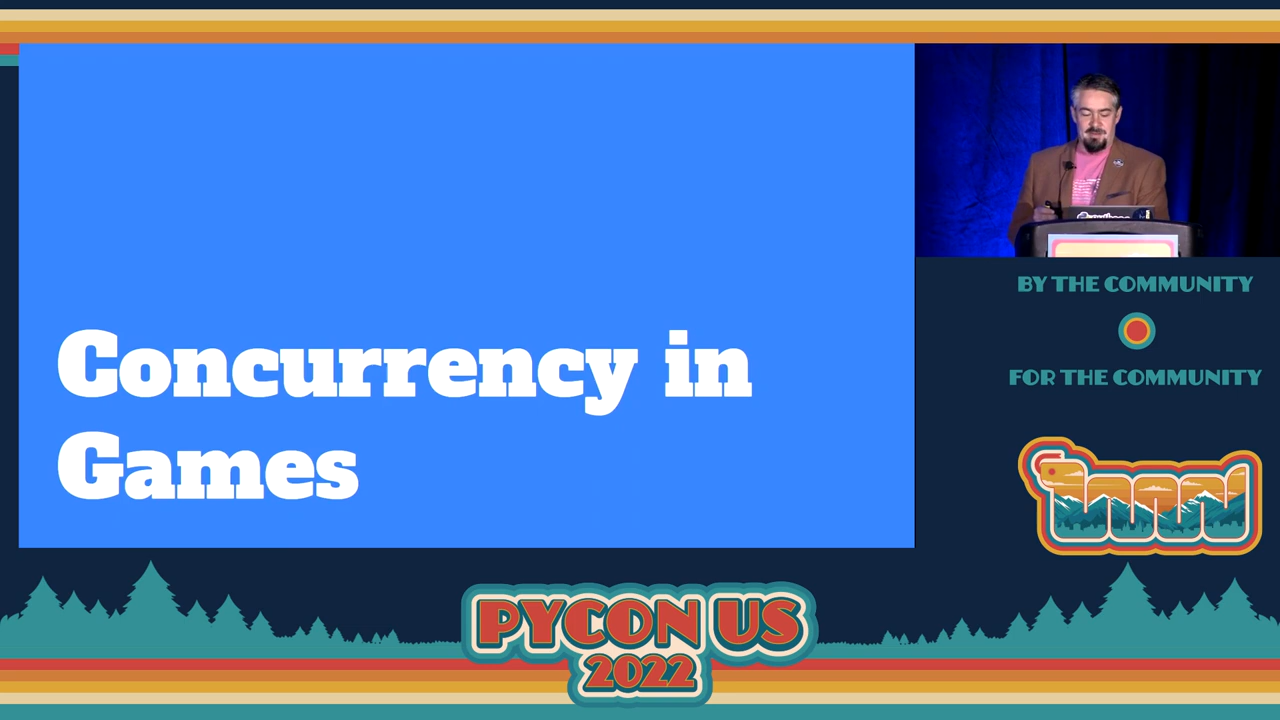 Concurrency in
Games
BY THE COMMUNITY
FOR THE COMMUNITY
PYCON US
2022